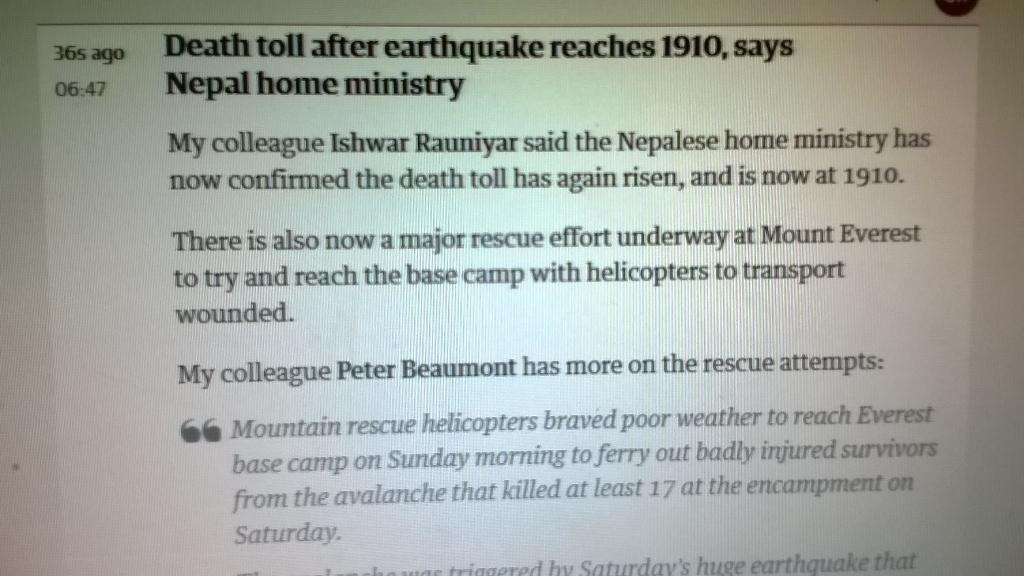 36s ago
06:47
Death toll after earthquake reaches 1910, says
Nepal home ministry
My colleague Ishwar Rauniyar said the Nepalese home ministry has
now confirmed the death toll has again risen, and is now at 1910.
There is also now a major rescue effort underway at Mount Everest
to try and reach the base camp with helicopters to transport
wounded.
My colleague Peter Beaumont has more on the rescue attempts:
Mountain rescue helicopters braved poor weather to reach Everest
base camp on Sunday morning to ferry out badly injured survivors
from the avalanche that killed at least 17 at the encampment on
Saturday.
was triggered by Saturday's huge earthquake that